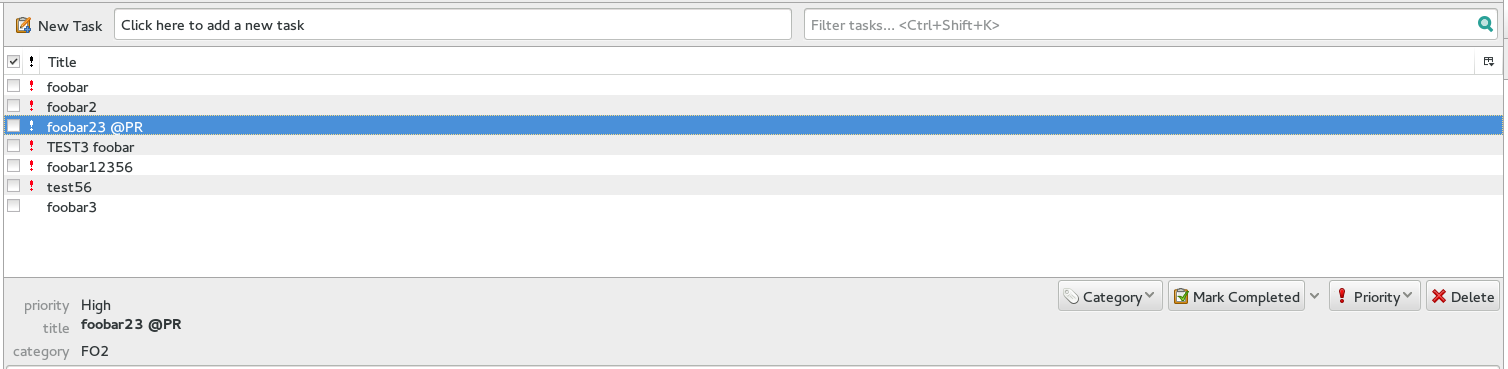 New Task Click here to add a new task Filter tasks... <Ctrl+Shift+K>
Title
foobar
foobar2
foobar23 @PR
TEST3 foobar
foobar12356
test56
foobar3
Category Mark Completed Priority Delete
priority High
title foobar23 @PR
category FO2